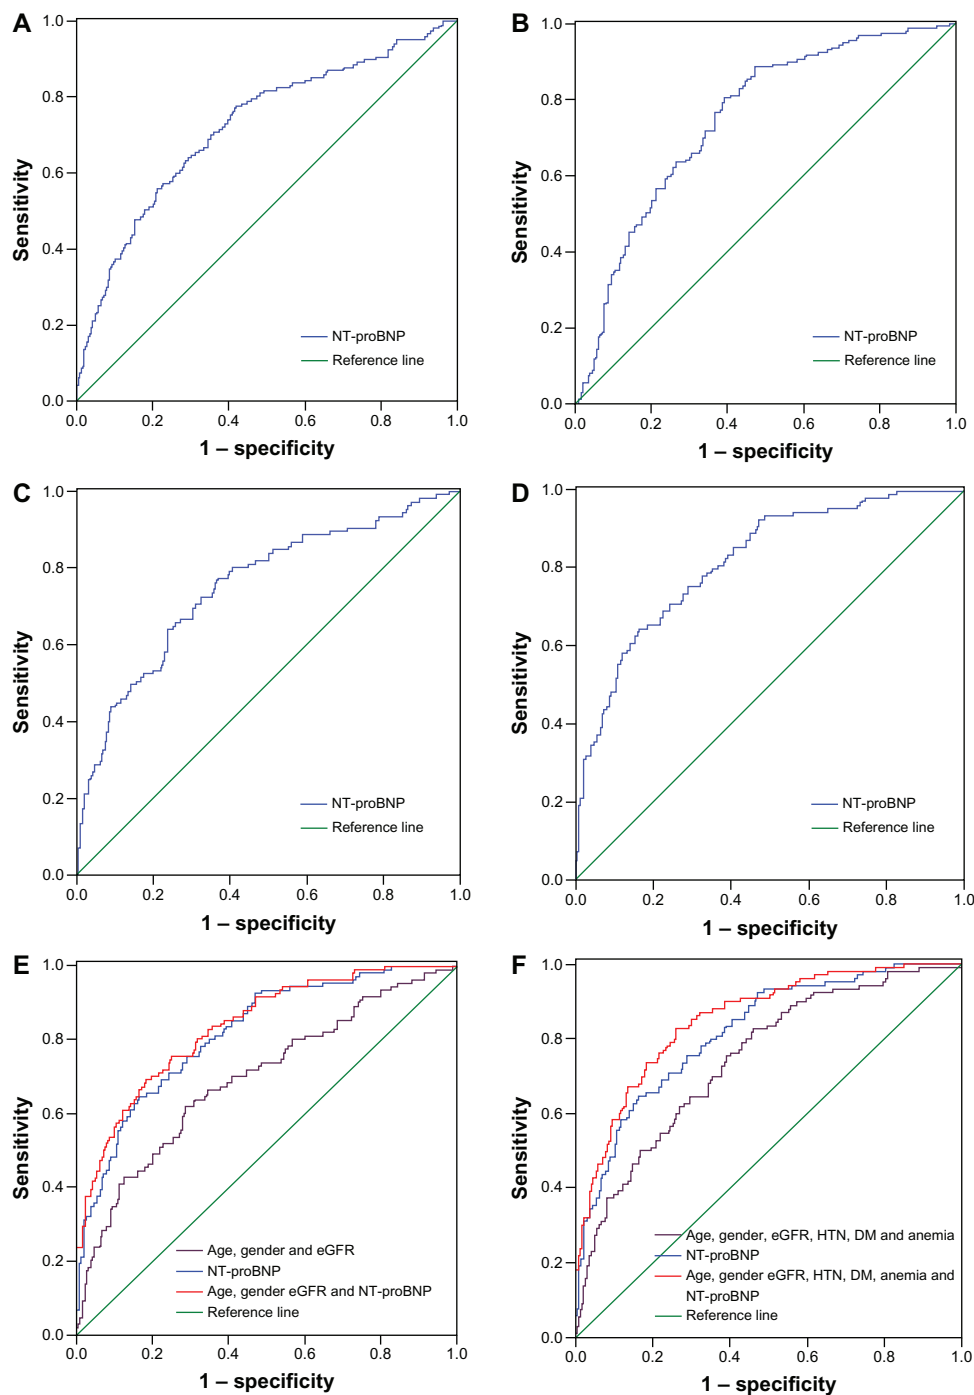 A
1.0
0.8
0.6
0.4
0.2
0.0
Sensitivity
NT-proBNP
Reference line
0.0 0.2 0.4 0.6 0.8 1.0
1 – specificity
B
1.0
0.8
0.6
0.4
0.2
0.0
Sensitivity
NT-proBNP
Reference line
0.0 0.2 0.4 0.6 0.8 1.0
1 – specificity
C
1.0
0.8
0.6
0.4
0.2
0.0
Sensitivity
NT-proBNP
Reference line
0.0 0.2 0.4 0.6 0.8 1.0
1 – specificity
D
1.0
0.8
0.6
0.4
0.2
0.0
Sensitivity
NT-proBNP
Reference line
0.0 0.2 0.4 0.6 0.8 1.0
1 – specificity
E
1.0
0.8
0.6
0.4
0.2
0.0
Sensitivity
Age, gender and eGFR
NT-proBNP
Age, gender eGFR and NT-proBNP
Reference line
0.0 0.2 0.4 0.6 0.8 1.0
1 – specificity
F
1.0
0.8
0.6
0.4
0.2
0.0
Sensitivity
Age, gender, eGFR, HTN, DM and anemia
NT-proBNP
Age, gender eGFR, HTN, DM, anemia and
NT-proBNP
Reference line
0.0 0.2 0.4 0.6 0.8 1.0
1 – specificity